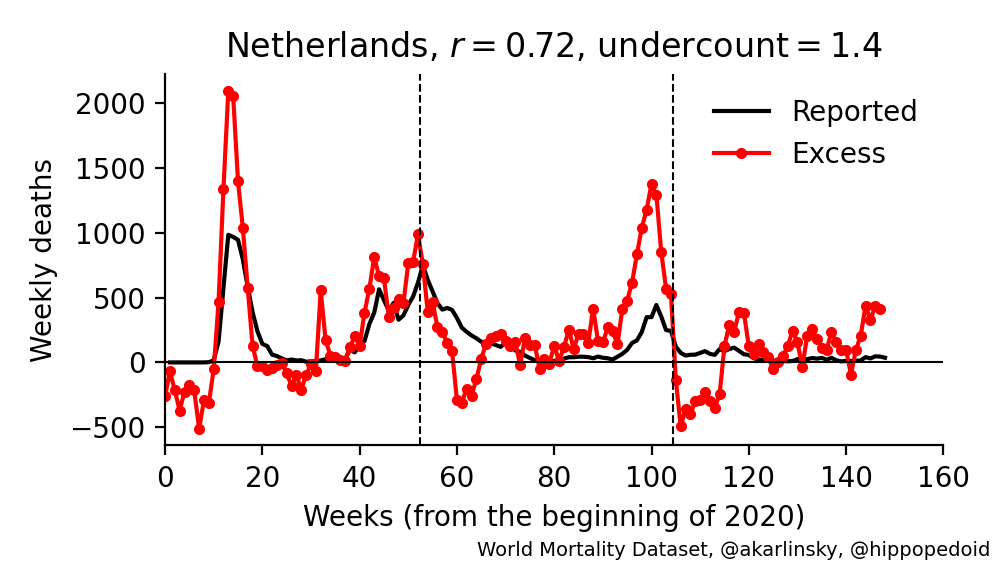 Netherlands, r = 0.72, undercount = 1.4
2000
1500
1000
500
0
−500
Weekly deaths
Reported
Excess
0 20 40 60 80 100 120 140 160
Weeks (from the beginning of 2020)
World Mortality Dataset, @akarlinsky, @hippopedoid